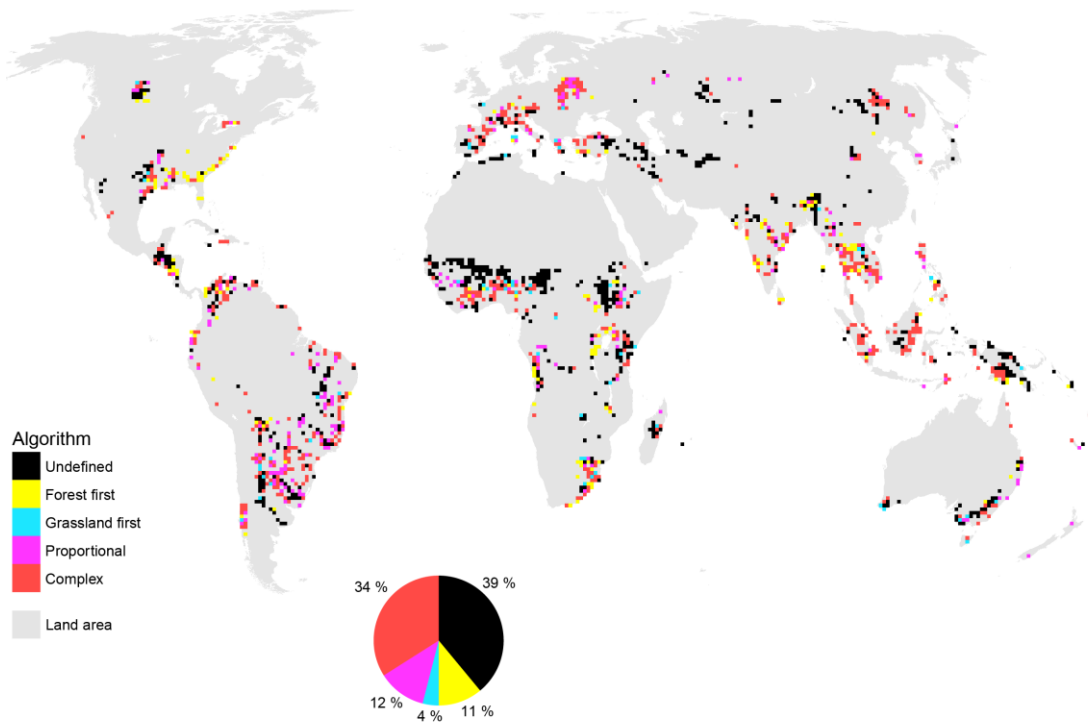 Algorithm
Undefined
Forest first
Grassland first
Proportional
Complex
Land area
34 %
39 %
12 %
4 %
11 %